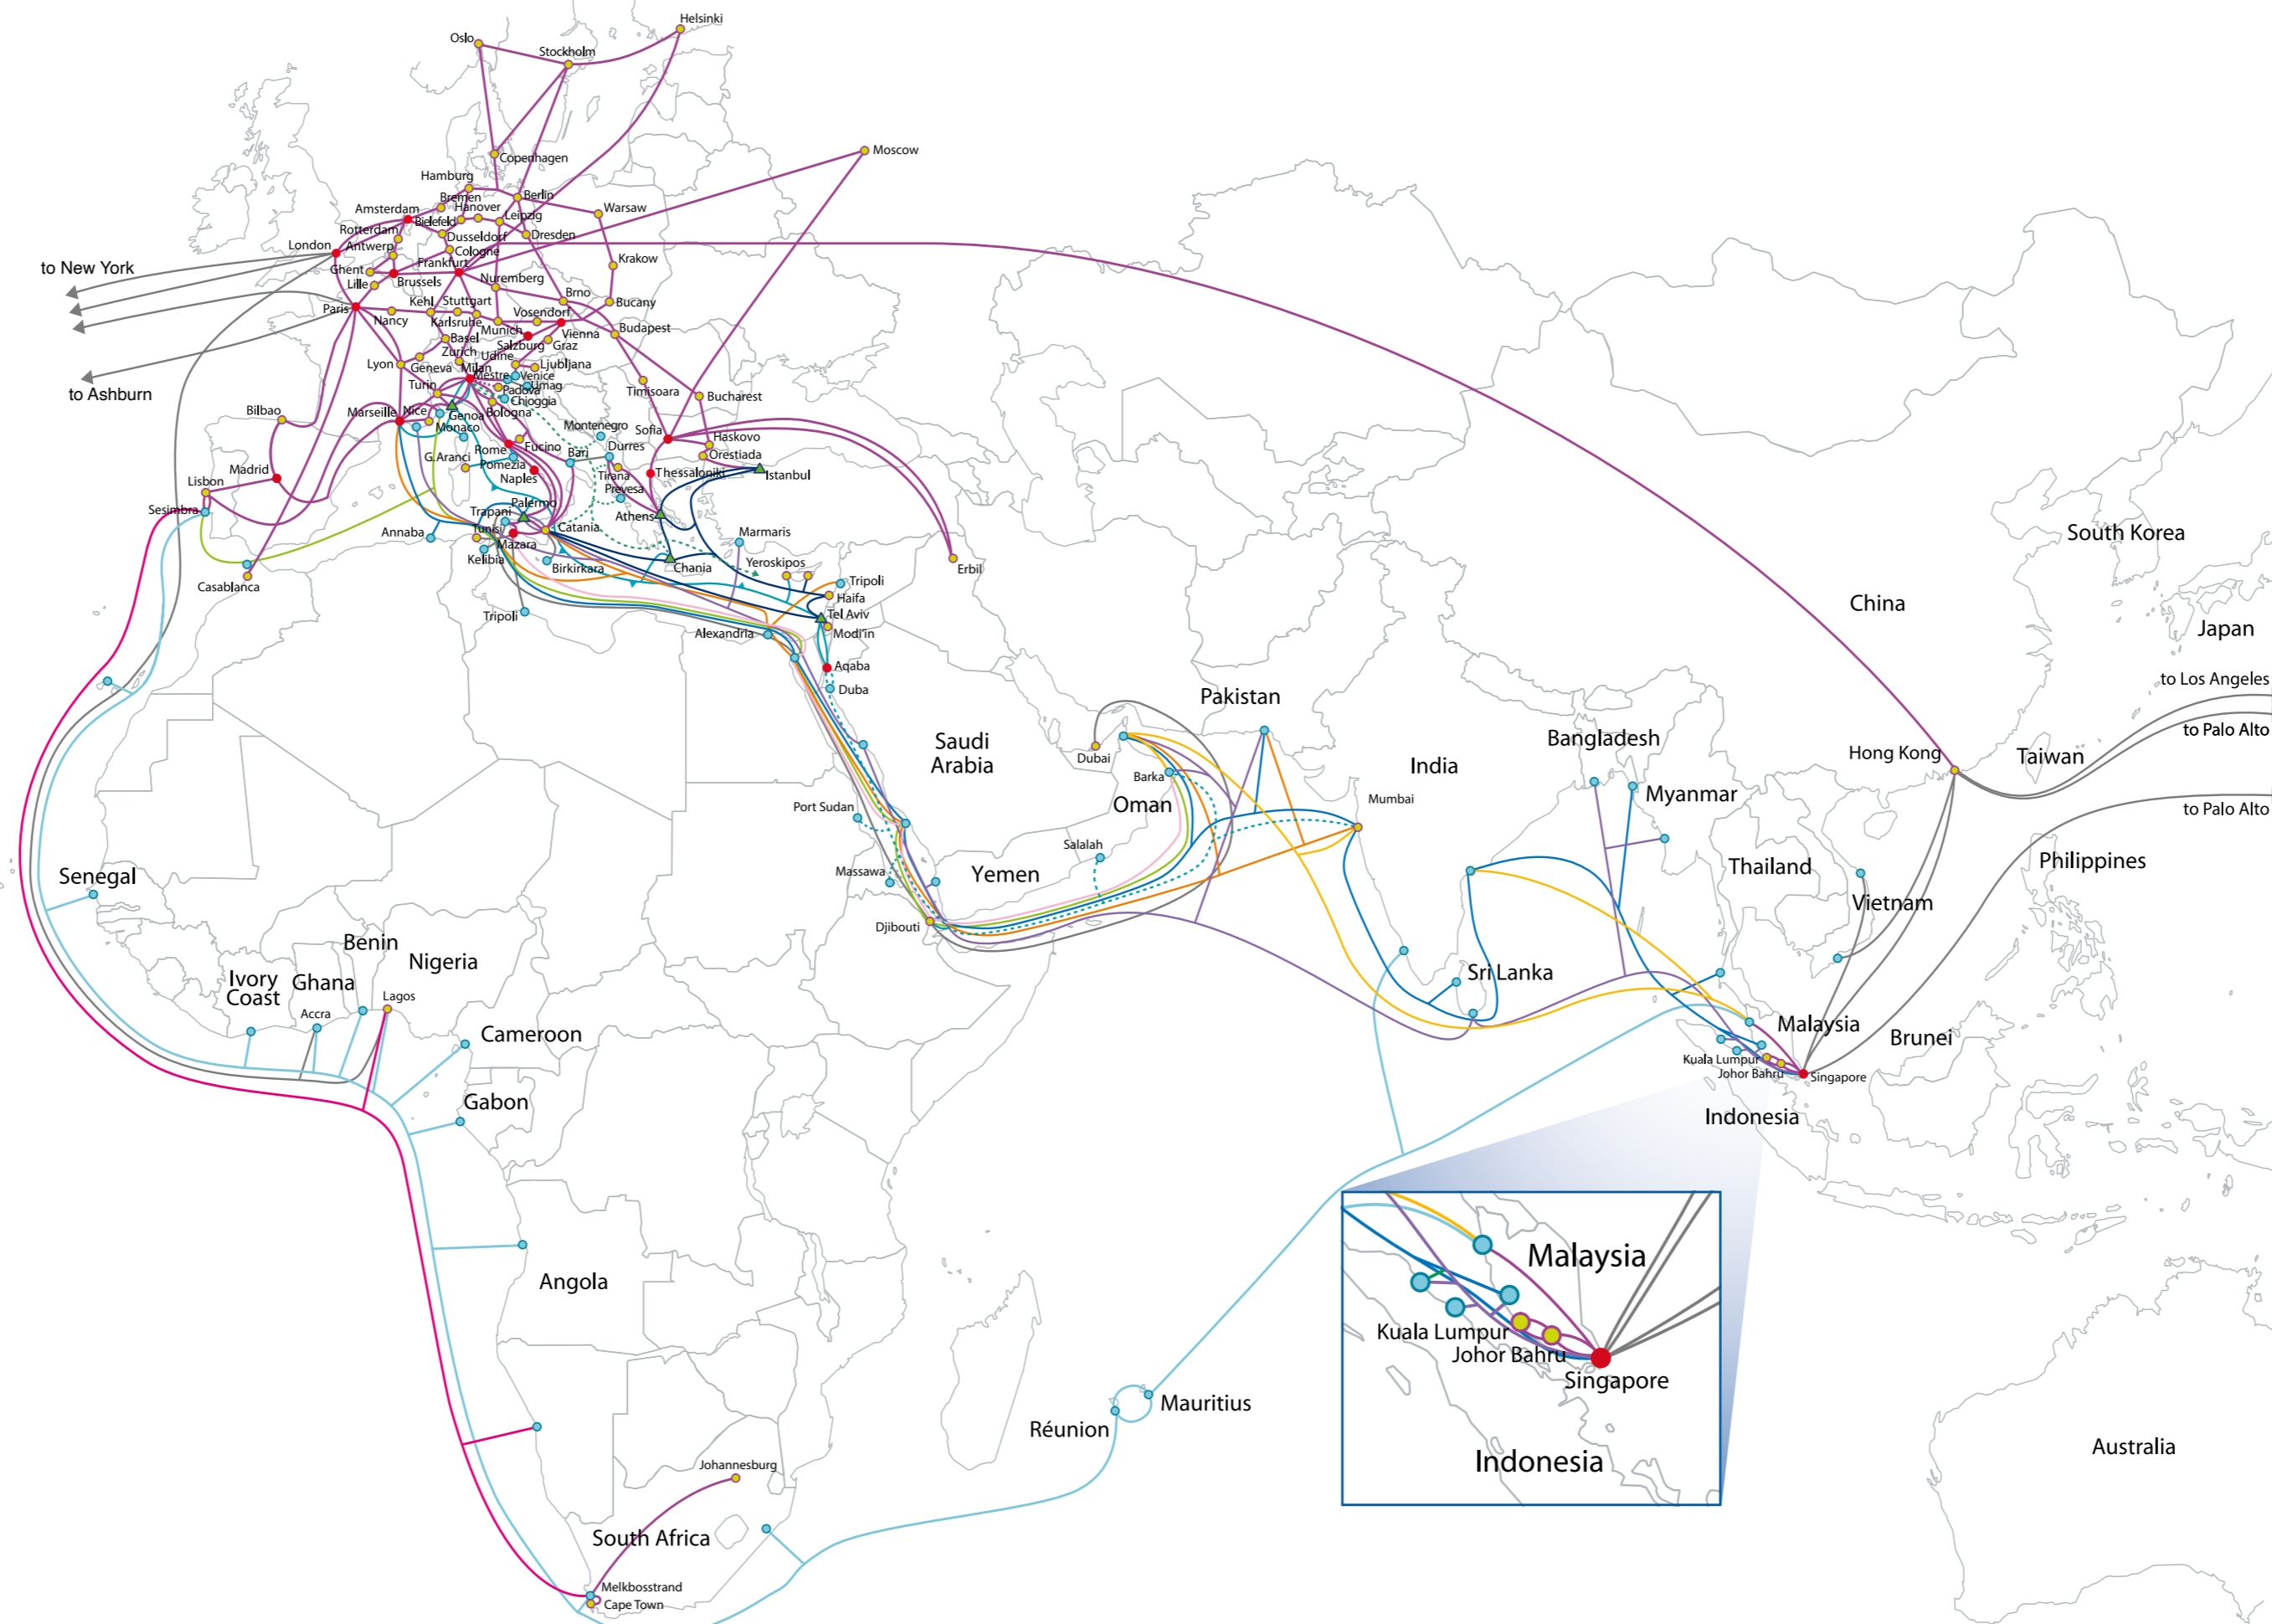 Helsinki
Oslo
Stockholm
Copenhagen
Moscow
Hamburg
Bremen
Berlin
Hanover
Amsterdam
Bielefeld
Leipzig
Warsaw
Rotterdam
Dusseldorf
Dresden
London
Antwerp
Cologne
Frankfurt
Krakow
to New York
Ghent
Lille
Brussels
Nuremberg
Brno
Bucany
Paris
Nancy
Kehl
Stuttgart
Karlsruhe
Vosendorf
Munich
Vienna
Budapest
Basel
Salzburg
Graz
Zurich
Udine
Lyon
Geneva
Milan
Ljubljana
Mestre
Venice
to Ashburn
Turin
Padova
Umag
Timisoara
Bucharest
Chioggia
Bilbao
Marseille
Nice
Genoa
Bologna
Monaco
Montenegro
Sofia
Haskovo
Fucino
Durres
G.Aranci
Rome
Bari
Orestiada
Madrid
Pomezia
Tirana
Thessaloniki
Istanbul
Naples
Lisbon
Prevesa
Sesimbra
Trapani
Palermo
Athens
Annaba
Tunisi
Catania
Marmaris
South Korea
Mazara
Kelibia
Birkirkara
Chania
Yeroskipos
Erbil
Casablanca
Tripoli
Haifa
China
Tripoli
Tel Aviv
Alexandria
Modi'in
Japan
Aqaba
to Los Angeles
Duba
Pakistan
to Palo Alto
Saudi
Arabia
Bangladesh
Dubai
Hong Kong
Taiwan
India
Barka
Myanmar
Port Sudan
Oman
Mumbai
to Palo Alto
Salalah
Senegal
Massawa
Yemen
Thailand
Philippines
Vietnam
Djibouti
Benin
Nigeria
Ivory
Coast
Ghana
Sri Lanka
Lagos
Accra
Cameroon
Malaysia
Brunei
Kuala Lumpur
Johor Bahru
Singapore
Gabon
Indonesia
Malaysia
Angola
Kuala Lumpur
Johor Bahru
Singapore
Mauritius
Réunion
Indonesia
Australia
Johannesburg
South Africa
Melkbosstrand
Cape Town